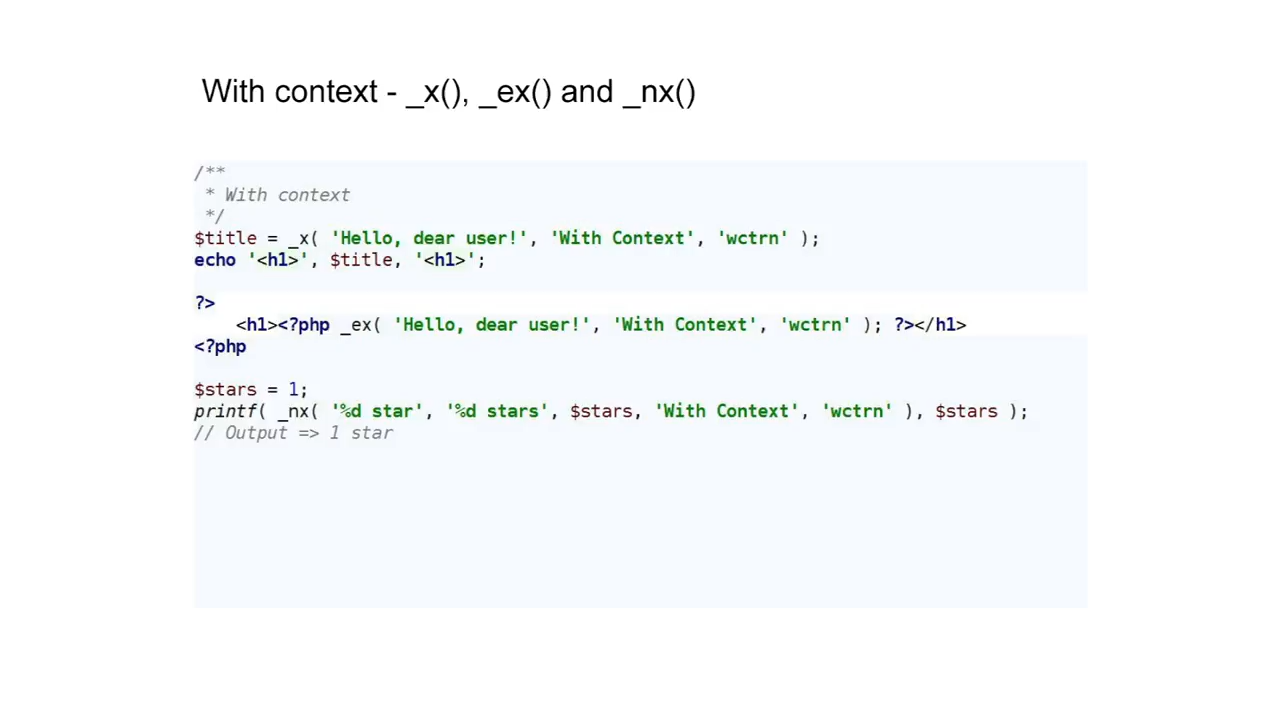 With context - _x(), _ex() and _nx()
/**
 * With context
 */
$title = _x( 'Hello, dear user!', 'With Context', 'wctrn' );
echo '<h1>', $title, '<h1>';
?>
    <h1><?php _ex( 'Hello, dear user!', 'With Context', 'wctrn' ); ?></h1>
<?php
$stars = 1;
printf( _nx( '%d star', '%d stars', $stars, 'With Context', 'wctrn' ), $stars );
// Output => 1 star